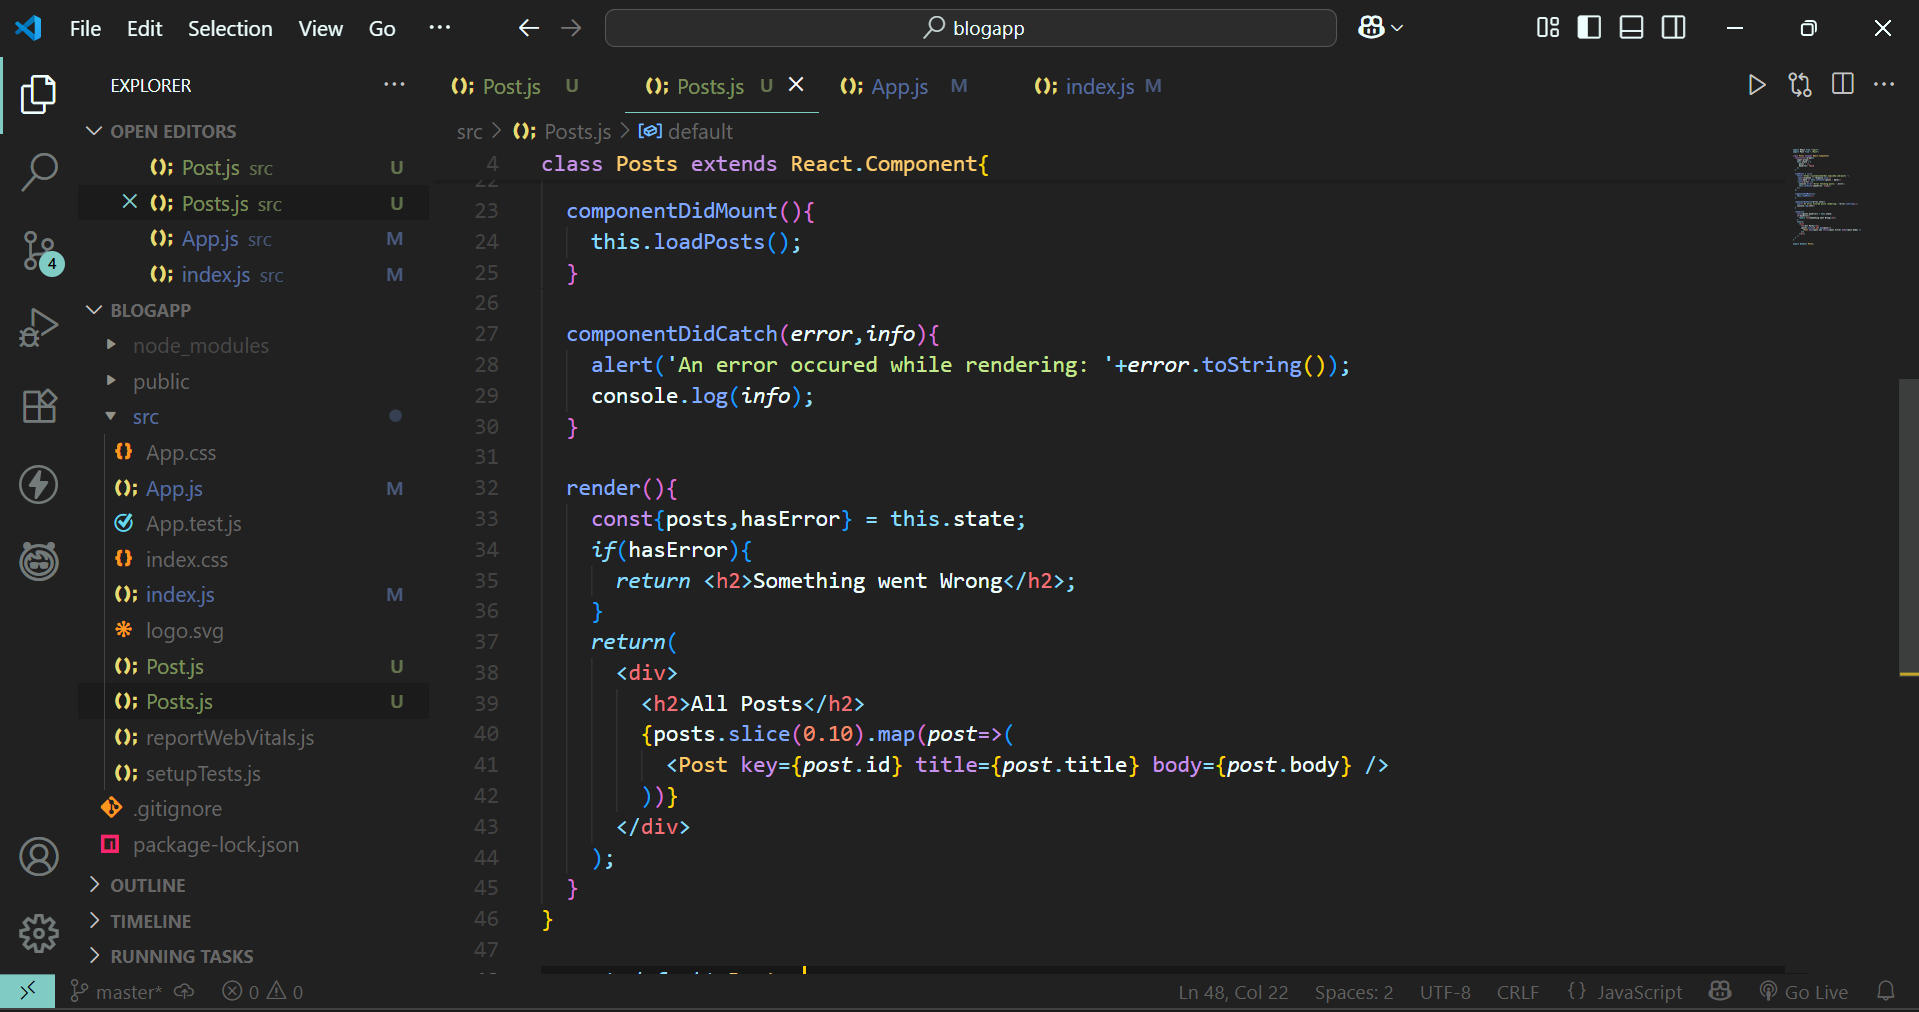 File Edit Selection View Go ··· blogapp
EXPLORER ···
OPEN EDITORS
Post.js src U
Posts.js src U
App.js src M
index.js src M
BLOGAPP
node_modules
public
src
App.css
App.js M
App.test.js
index.css
index.js M
logo.svg
Post.js U
Posts.js U
reportWebVitals.js
setupTests.js
.gitignore
package-lock.json
OUTLINE
TIMELINE
RUNNING TASKS
Post.js U Posts.js U App.js M index.js M
src > Posts.js > default
4 class Posts extends React.Component{
22
23 componentDidMount(){
24 this.loadPosts();
25 }
26
27 componentDidCatch(error,info){
28 alert('An error occured while rendering: '+error.toString());
29 console.log(info);
30 }
31
32 render(){
33 const{posts,hasError} = this.state;
34 if(hasError){
35 return <h2>Something went Wrong</h2>;
36 }
37 return(
38 <div>
39 <h2>All Posts</h2>
40 {posts.slice(0.10).map(post=>(
41 <Post key={post.id} title={post.title} body={post.body} />
42 ))}
43 </div>
44 );
45 }
46 }
47
4
master* 0 0 Ln 48, Col 22 Spaces: 2 UTF-8 CRLF {} JavaScript Go Live